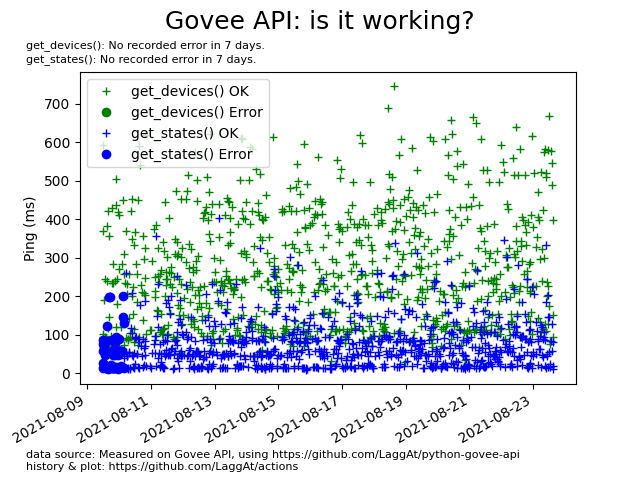 Govee API: is it working?
get_devices(): No recorded error in 7 days.
get_states(): No recorded error in 7 days.
get_devices() OK
get_devices() Error
get_states() OK
get_states() Error
Ping (ms)
700
600
500
400
300
200
100
0
2021-08-09
2021-08-11
2021-08-13
2021-08-15
2021-08-17
2021-08-19
2021-08-21
2021-08-23
data source: Measured on Govee API, using https://github.com/LaggAt/python-govee-api
history & plot: https://github.com/LaggAt/actions